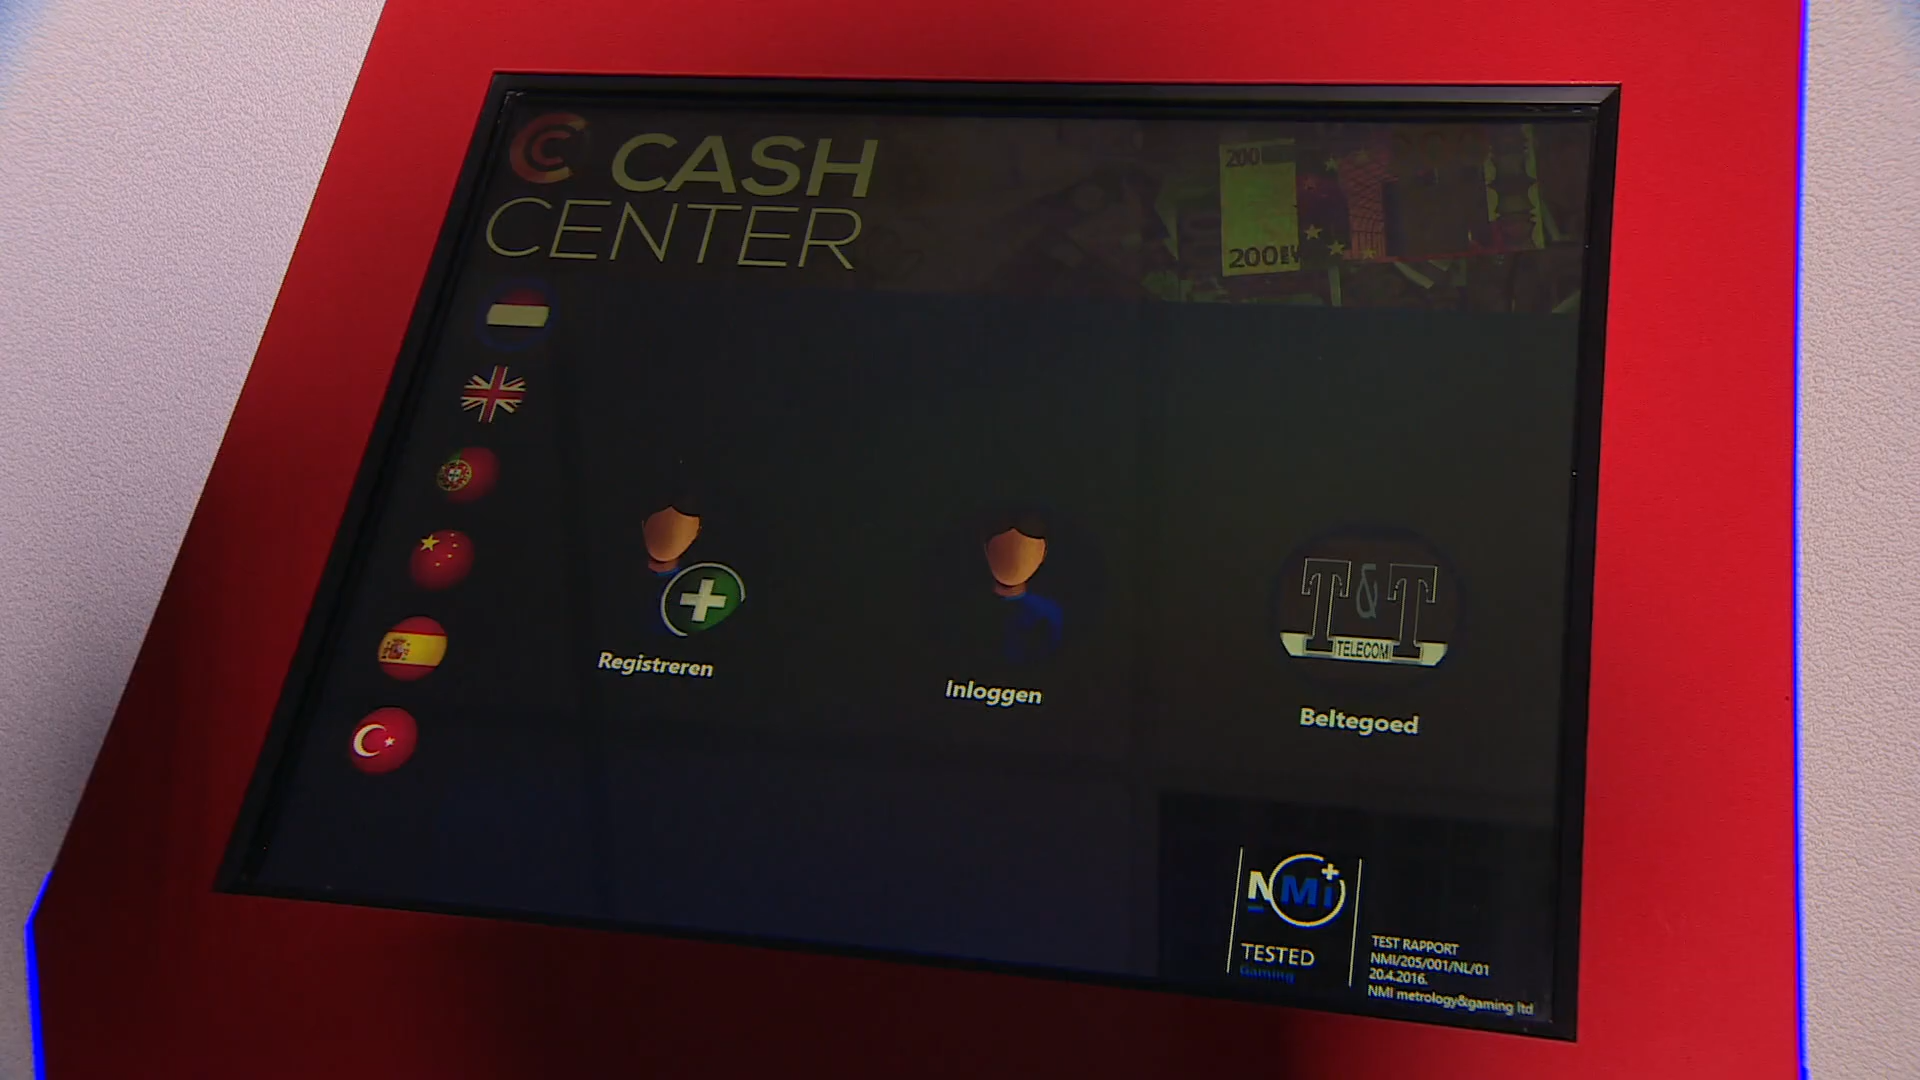 CASH
CENTER
200
200
Registreren
Inloggen
T&T
TELECOM
Beltegoed
NMi
TESTED
Gaming
TEST RAPPORT
NMI/205/001/NL/01
20.4.2016.
NMI metrology&gaming ltd